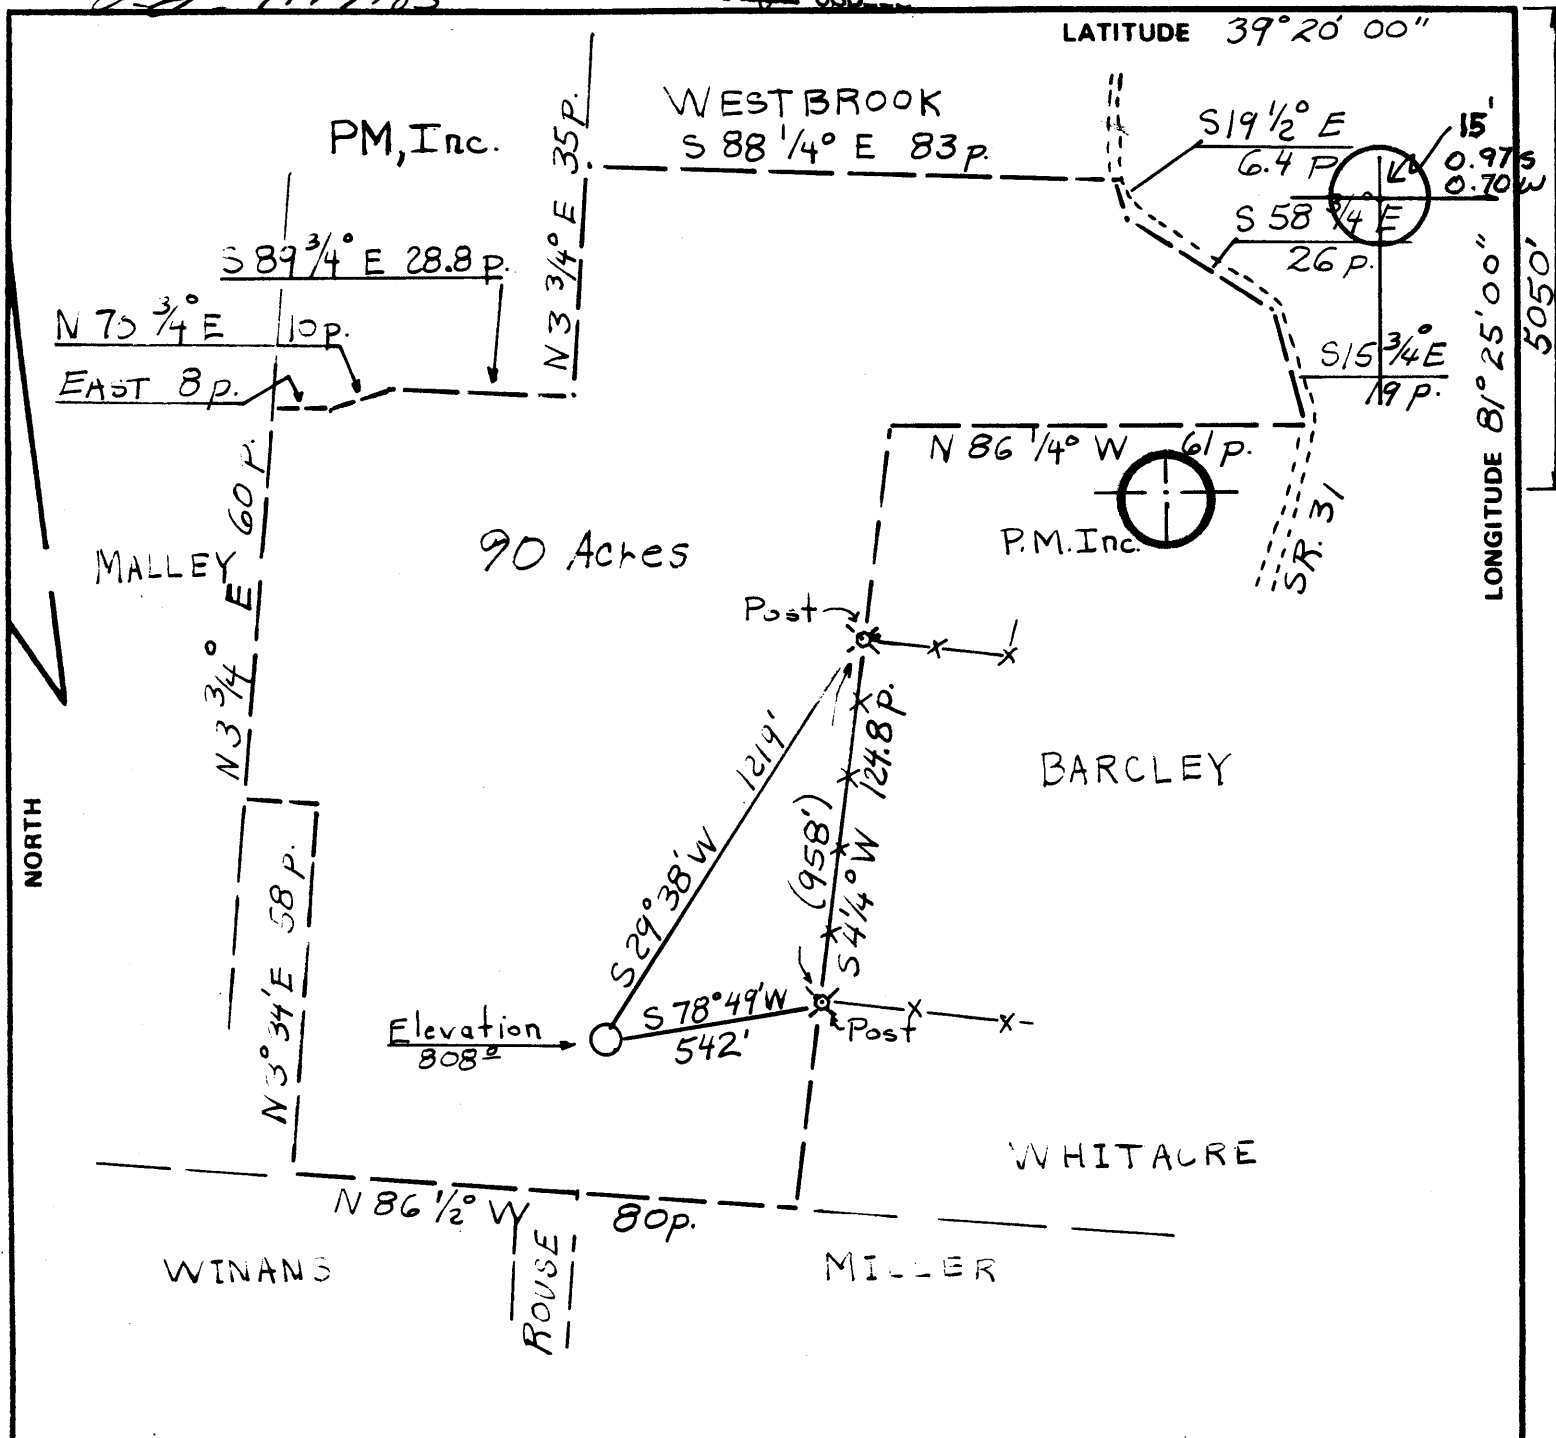 LATITUDE 39° 20' 00"
WESTBROOK
S 88 1/4° E 83 p.
PM, Inc.
N 3 3/4° E 35 p.
S 19 1/2° E
6.4 P
15'
0.97 S
0.70 W
S 58 3/4° E
26 p.
S 89 3/4° E 28.8 p.
N 70 3/4° E 10 p.
EAST 8 p.
S 15 3/4° E
19 p.
LONGITUDE 81° 25' 00"
5050'
N 86 1/4° W 61 p.
P.M. Inc.
S.R. 31
90 Acres
MALLEY
N 3 3/4° E 60 p.
Post
1219'
S 29° 38' W
(958')
S 4 1/4° W 124.8 p.
BARCLEY
NORTH
N 3° 34' E 58 p.
Elevation
808º
S 78° 49' W
542'
Post
WHITACRE
N 86 1/2° W 80 p.
WINANS
ROUSE
MILLER